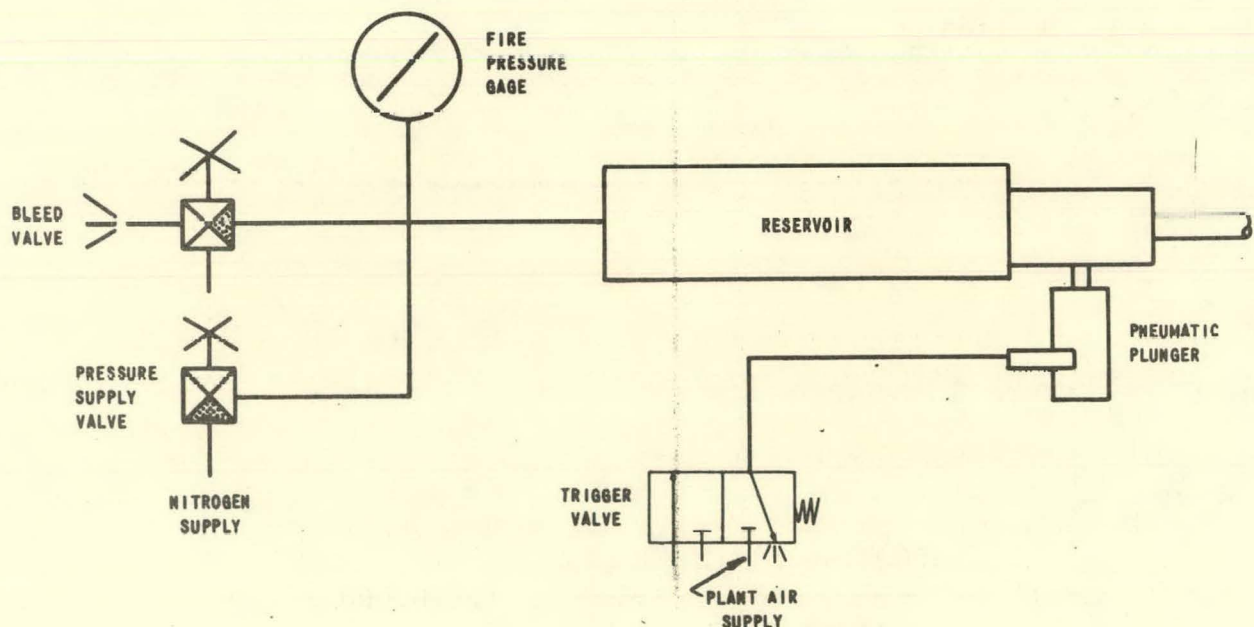 FIRE
PRESSURE
GAGE
BLEED
VALVE
RESERVOIR
PNEUMATIC
PLUNGER
PRESSURE
SUPPLY
VALVE
NITROGEN
SUPPLY
TRIGGER
VALVE
PLANT AIR
SUPPLY